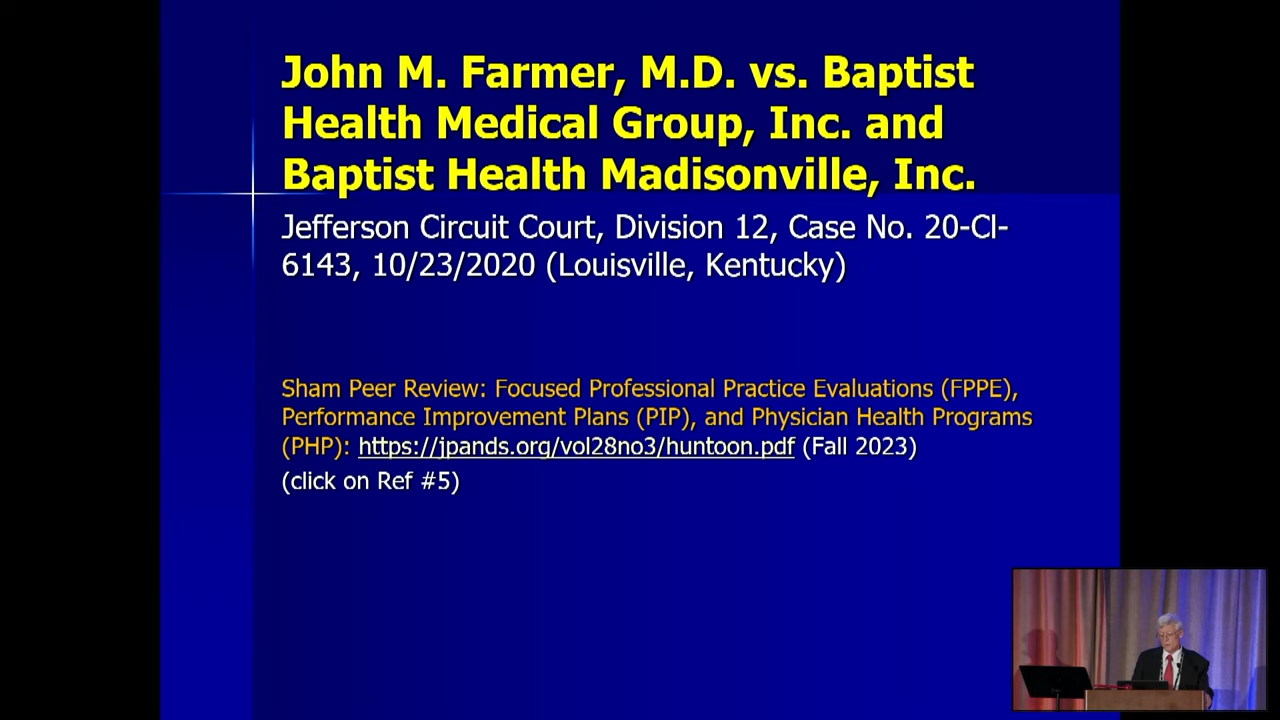 John M. Farmer, M.D. vs. Baptist
Health Medical Group, Inc. and
Baptist Health Madisonville, Inc.
Jefferson Circuit Court, Division 12, Case No. 20-Cl-
6143, 10/23/2020 (Louisville, Kentucky)
Sham Peer Review: Focused Professional Practice Evaluations (FPPE),
Performance Improvement Plans (PIP), and Physician Health Programs
(PHP): https://jpands.org/vol28no3/huntoon.pdf (Fall 2023)
(click on Ref #5)